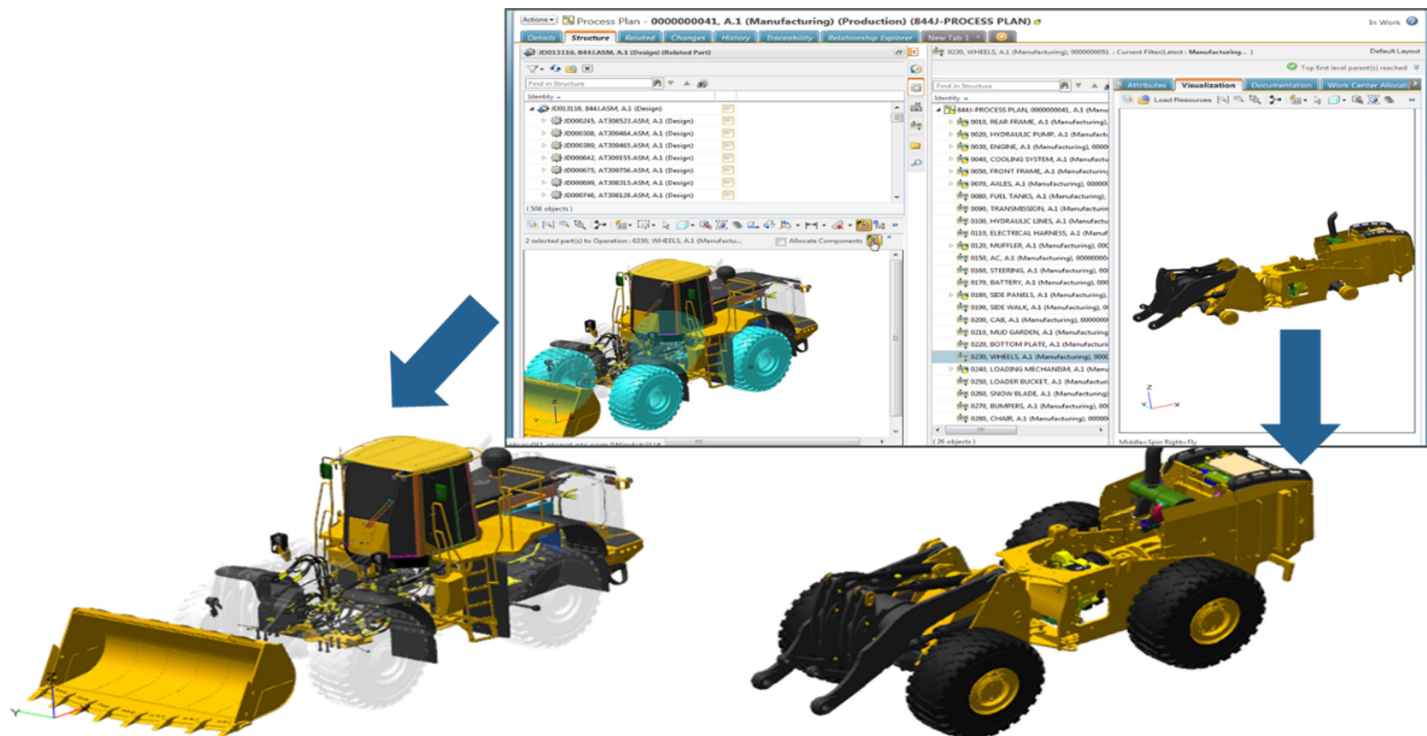 Actions Process Plan - 0000000041, A.1 (Manufacturing) (Production) (844J-PROCESS PLAN)
In Work
Details Structure Related Changes History Traceability Relationship Explorer New Tab 1
JD013116, 844J.ASM, A.1 (Design) (Related Part)
Find in Structure
Identity
JD013116, 844J.ASM, A.1 (Design)
JD000245, AT308523.ASM, A.1 (Design)
JD000308, AT309464.ASM, A.1 (Design)
JD000389, AT309465.ASM, A.1 (Design)
JD000642, AT300155.ASM, A.1 (Design)
JD000675, AT308756.ASM, A.1 (Design)
JD000699, AT306315.ASM, A.1 (Design)
JD000746, AT308128.ASM, A.1 (Design)
(508 objects)
2 selected part(s) to Operation : 0230, WHEELS, A.1 (Manufactu...
Allocate Components
Z
Y
0230, WHEELS, A.1 (Manufacturing), 0000000051 : Current Filter(Latest : Manufacturing... )
Default Layout
Top first level parent(s) reached
Find in Structure
Identity
844J-PROCESS PLAN, 0000000041, A.1 (Manu
0010, REAR FRAME, A.1 (Manufacturing),
0020, HYDRAULIC PUMP, A.1 (Manufactu
0030, ENGINE, A.1 (Manufacturing), 0000
0040, COOLING SYSTEM, A.1 (Manufactu
0050, FRONT FRAME, A.1 (Manufacturing)
0070, AXLES, A.1 (Manufacturing), 00000
0080, FUEL TANKS, A.1 (Manufacturing),
0090, TRANSMISSION, A.1 (Manufacturin
0100, HYDRAULIC LINES, A.1 (Manufactu
0110, ELECTRICAL HARNESS, A.1 (Manuf
0120, MUFFLER, A.1 (Manufacturing), 000
0150, AC, A.1 (Manufacturing), 000000004
0160, STEERING, A.1 (Manufacturing), 00
0170, BATTERY, A.1 (Manufacturing), 000
0180, SIDE PANELS, A.1 (Manufacturing),
0190, SIDE WALK, A.1 (Manufacturing), 00
0200, CAB, A.1 (Manufacturing), 00000000
0210, MUD GARDEN, A.1 (Manufacturing
0220, BOTTOM PLATE, A.1 (Manufacturin
0230, WHEELS, A.1 (Manufacturing), 0000
0240, LOADING MECHANISM, A.1 (Manu
0250, LOADER BUCKET, A.1 (Manufacturi
0260, SNOW BLADE, A.1 (Manufacturing),
0270, BUMPERS, A.1 (Manufacturing), 00
0280, CHAIR, A.1 (Manufacturing), 00000
(26 objects)
Attributes Visualization Documentation Work Center Allocati
Load Resources
Z
Y X
Middle=Spin Right=Fly
Z
Y